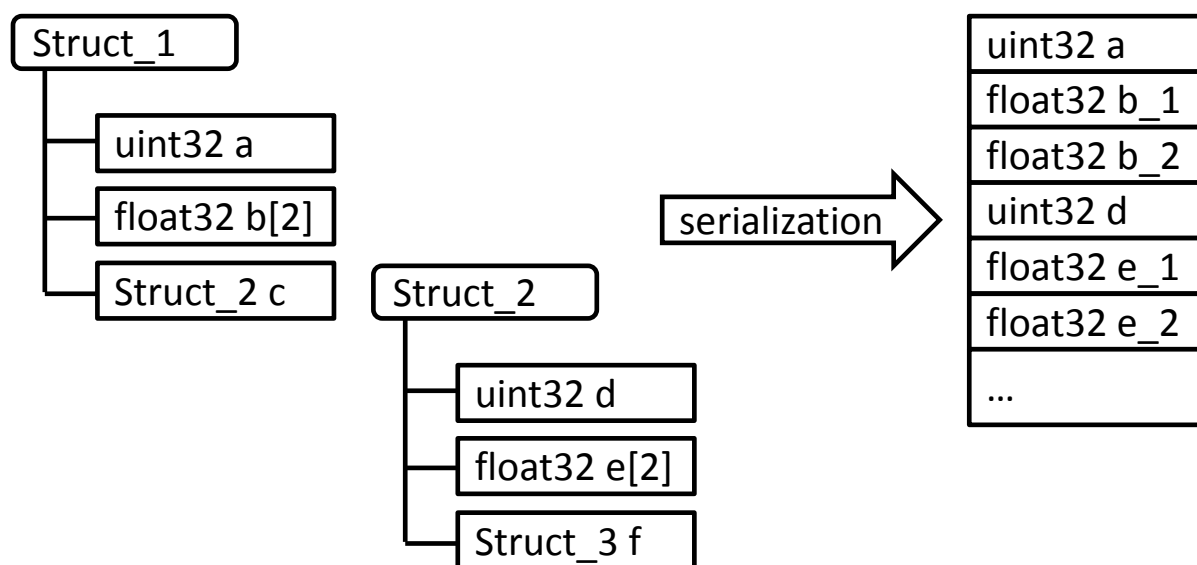 Struct_1
uint32 a
float32 b[2]
Struct_2 c
Struct_2
uint32 d
float32 e[2]
Struct_3 f
serialization
uint32 a
float32 b_1
float32 b_2
uint32 d
float32 e_1
float32 e_2
...